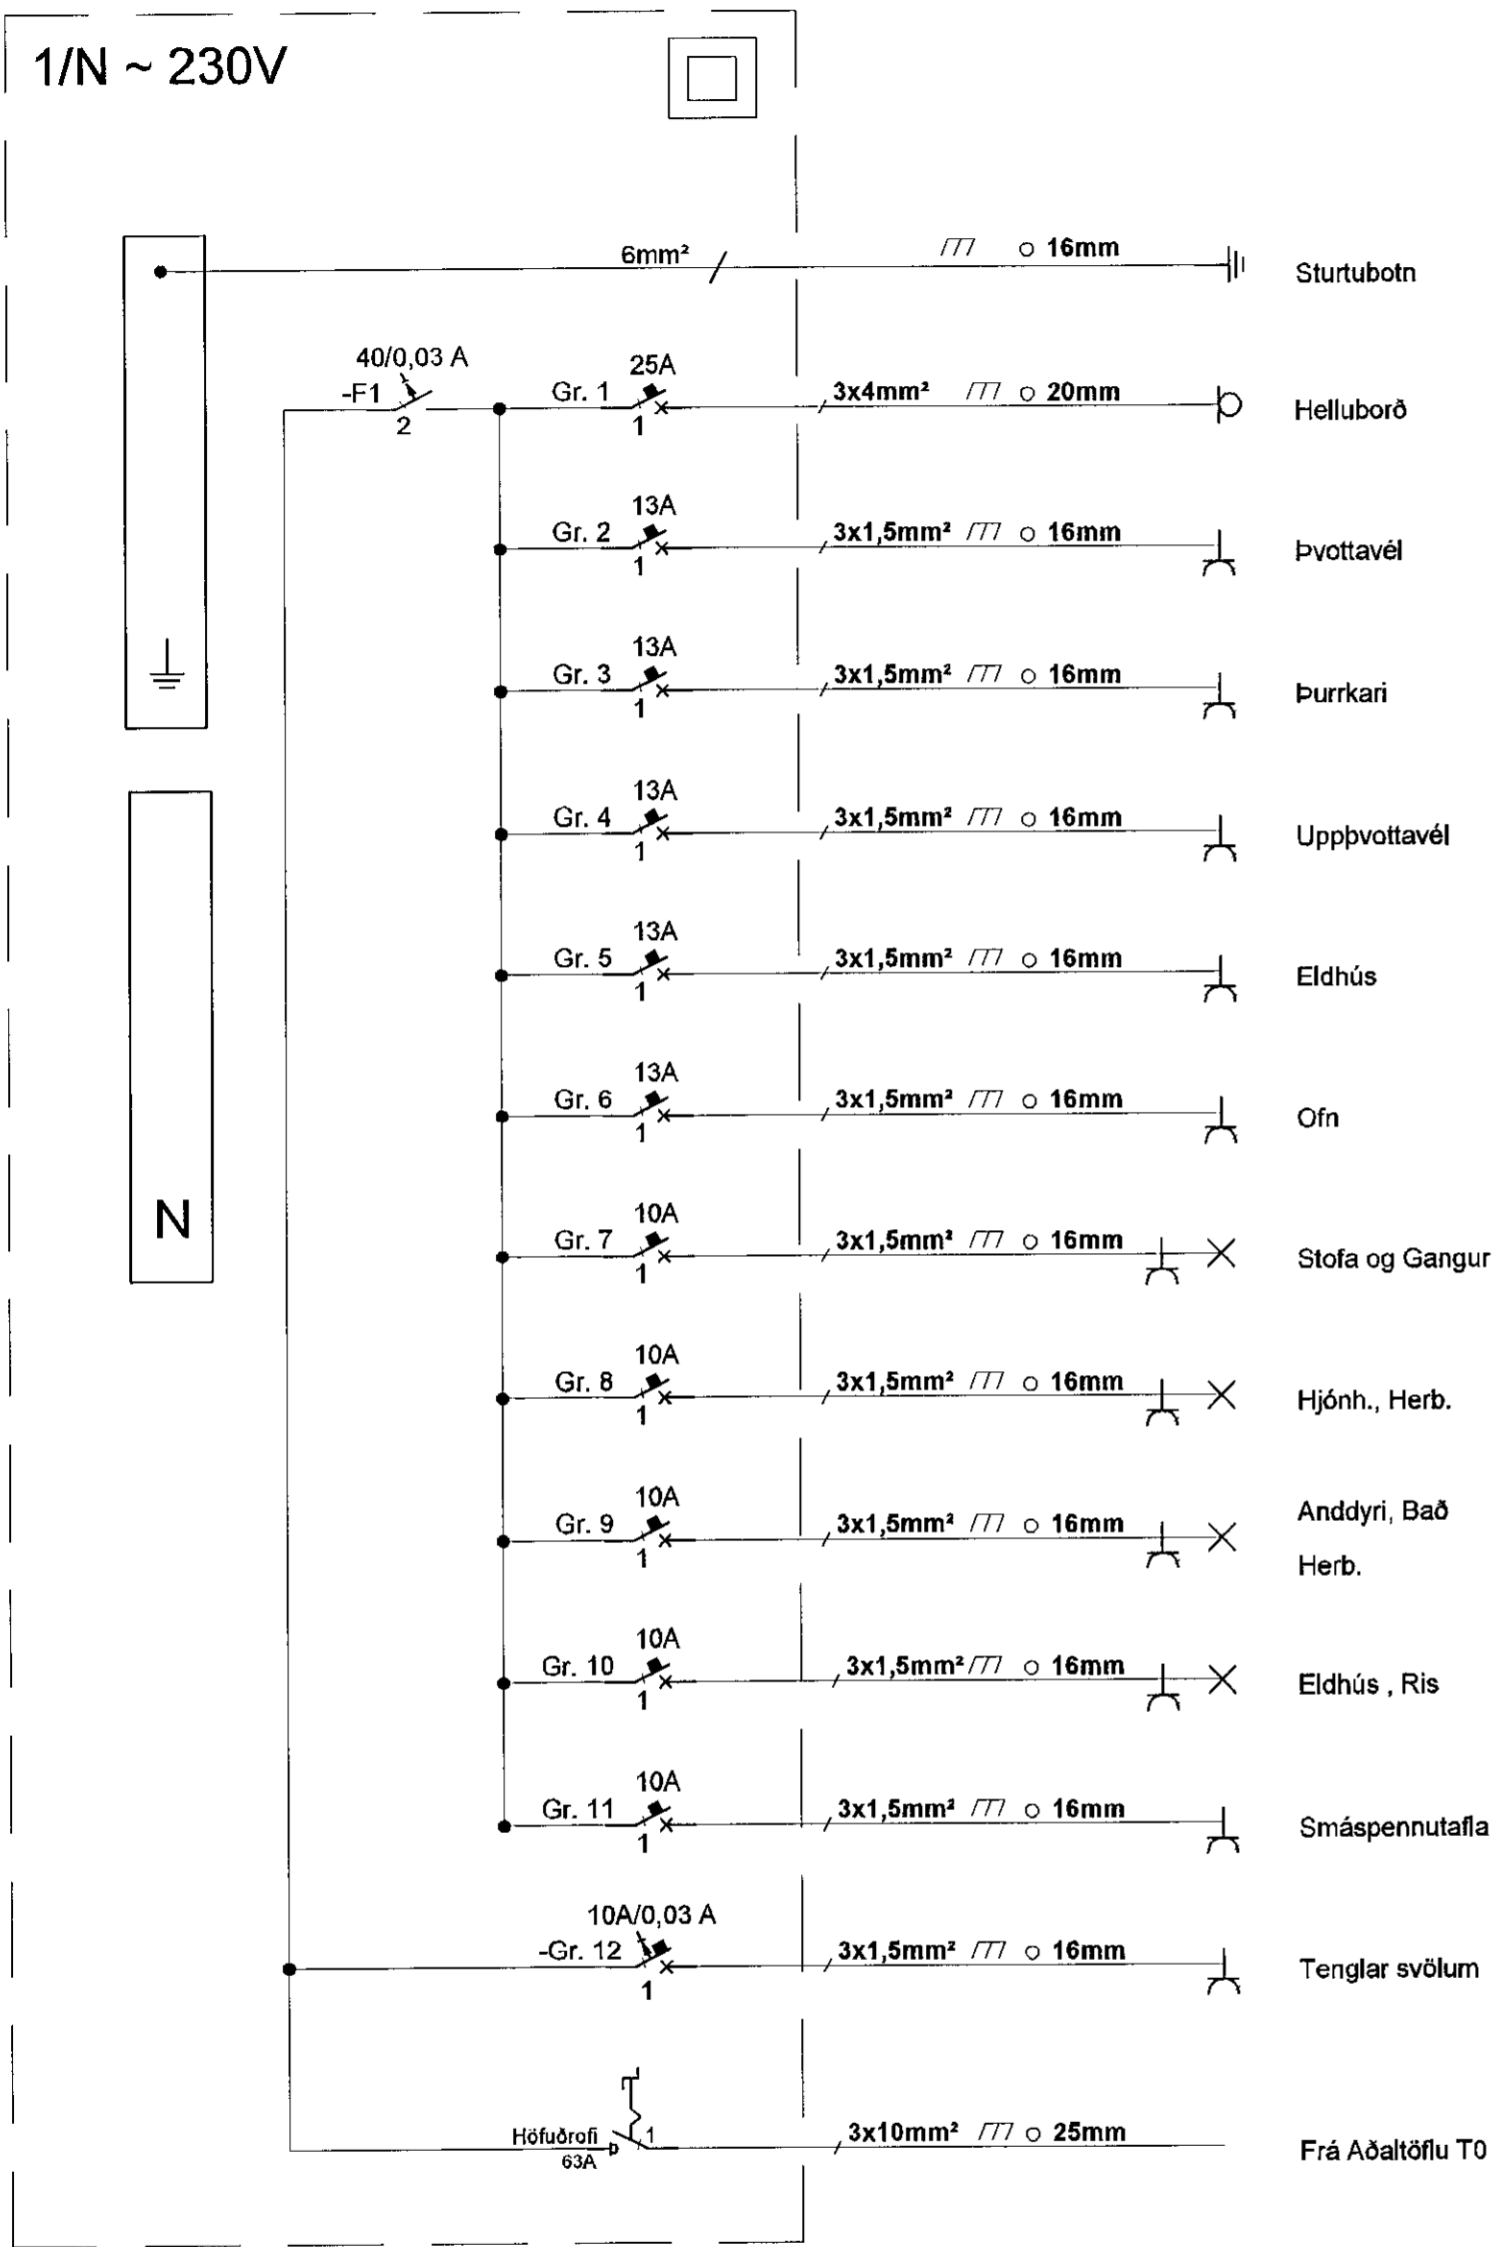 1/N ~ 230V
6mm² 16mm Sturtubotn
40/0,03 A
-F1
2
25A
Gr. 1 1 3x4mm² 20mm Helluborð
13A
Gr. 2 1 3x1,5mm² 16mm Þvottavél
13A
Gr. 3 1 3x1,5mm² 16mm Þurrkari
13A
Gr. 4 1 3x1,5mm² 16mm Uppþvottavél
13A
Gr. 5 1 3x1,5mm² 16mm Eldhús
13A
Gr. 6 1 3x1,5mm² 16mm Ofn
N
10A
Gr. 7 1 3x1,5mm² 16mm Stofa og Gangur
10A
Gr. 8 1 3x1,5mm² 16mm Hjónh., Herb.
10A
Gr. 9 1 3x1,5mm² 16mm Anddyri, Bað
Herb.
10A
Gr. 10 1 3x1,5mm² 16mm Eldhús , Ris
10A
Gr. 11 1 3x1,5mm² 16mm Smáspennutafla
10A/0,03 A
-Gr. 12 1 3x1,5mm² 16mm Tenglar svölum
Höfuðrofi 1 3x10mm² 25mm Frá Aðaltöflu T0
63A